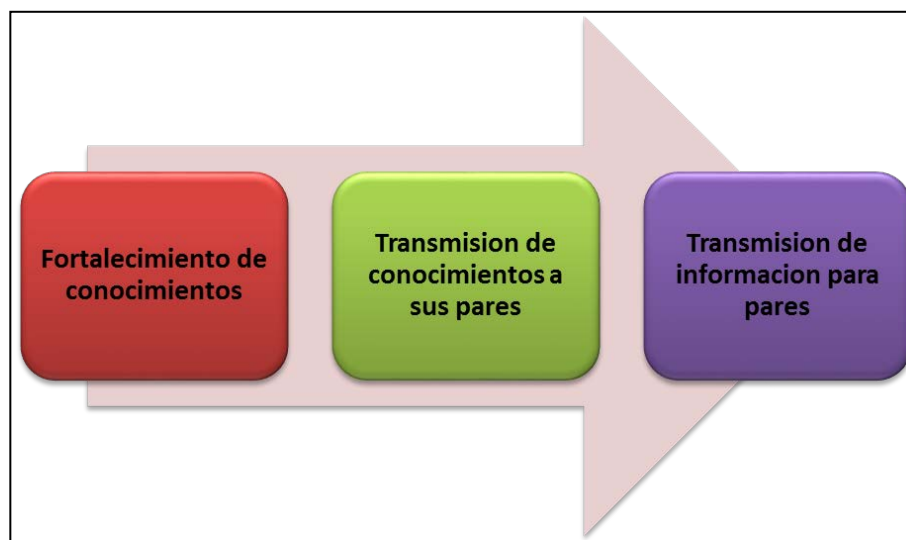 Fortalecimiento de
conocimientos
Transmision de
conocimientos a
sus pares
Transmision de
informacion para
pares